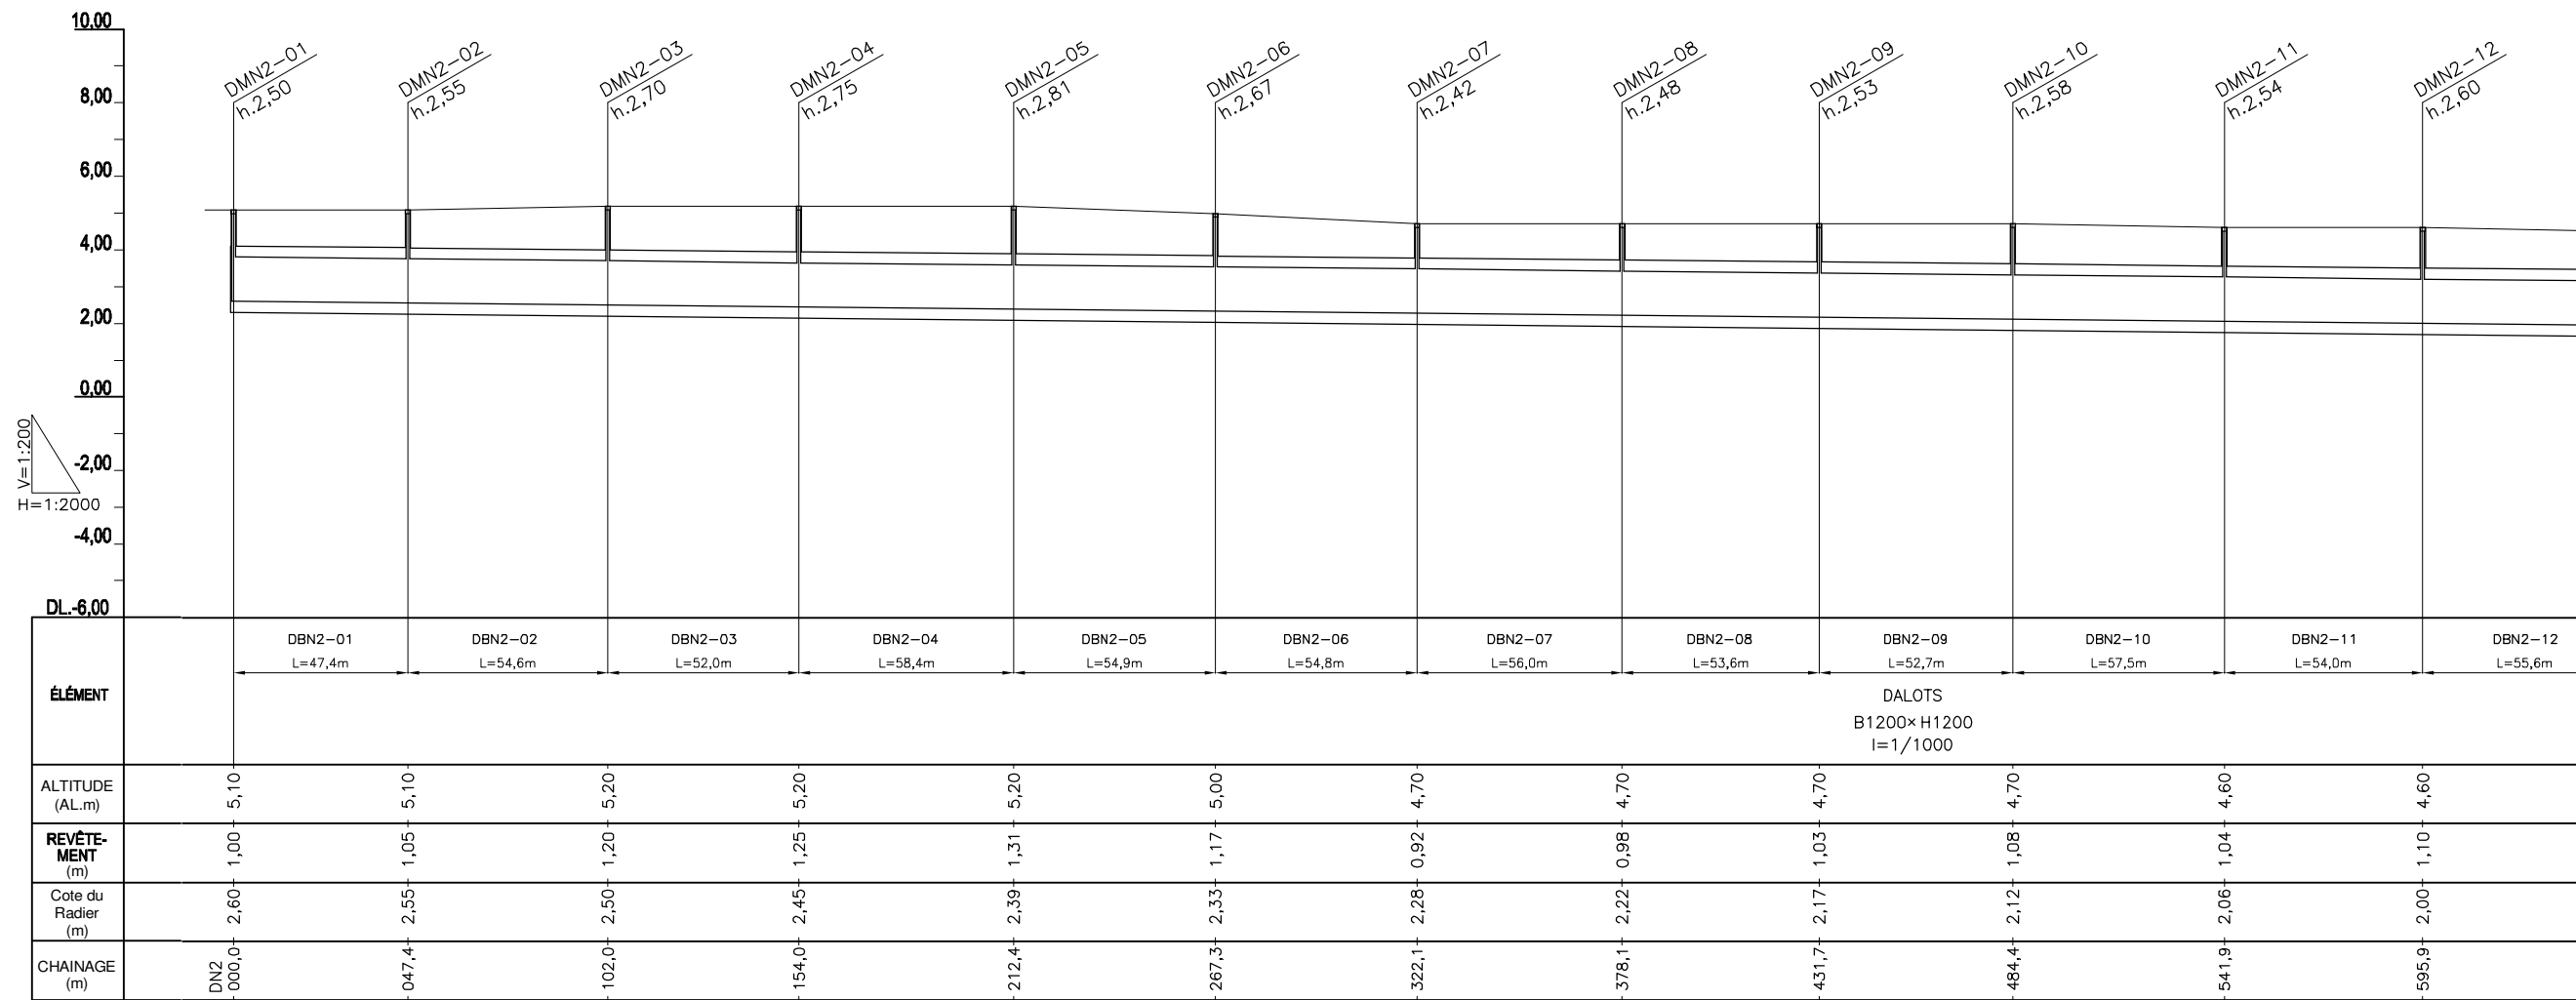 10,00
8,00
6,00
4,00
2,00
0,00
-2,00
-4,00
DL.-6,00
V=1:200
H=1:2000
DMN2-01
h.2,50
DMN2-02
h.2,55
DMN2-03
h.2,70
DMN2-04
h.2,75
DMN2-05
h.2,81
DMN2-06
h.2,67
DMN2-07
h.2,42
DMN2-08
h.2,48
DMN2-09
h.2,53
DMN2-10
h.2,58
DMN2-11
h.2,54
DMN2-12
h.2,60
ÉLÉMENT
DBN2-01
L=47,4m
DBN2-02
L=54,6m
DBN2-03
L=52,0m
DBN2-04
L=58,4m
DBN2-05
L=54,9m
DBN2-06
L=54,8m
DBN2-07
L=56,0m
DBN2-08
L=53,6m
DBN2-09
L=52,7m
DBN2-10
L=57,5m
DBN2-11
L=54,0m
DBN2-12
L=55,6m
DALOTS
B1200×H1200
I=1/1000
ALTITUDE
(AL.m)
5,10
5,10
5,20
5,20
5,20
5,00
4,70
4,70
4,70
4,70
4,60
4,60
REVÊTE-
MENT
(m)
1,00
1,05
1,20
1,25
1,31
1,17
0,92
0,98
1,03
1,08
1,04
1,10
Cote du
Radier
(m)
2,60
2,55
2,50
2,45
2,39
2,33
2,28
2,22
2,17
2,12
2,06
2,00
CHAINAGE
(m)
DN2
000,0
047,4
102,0
154,0
212,4
267,3
322,1
378,1
431,7
484,4
541,9
595,9